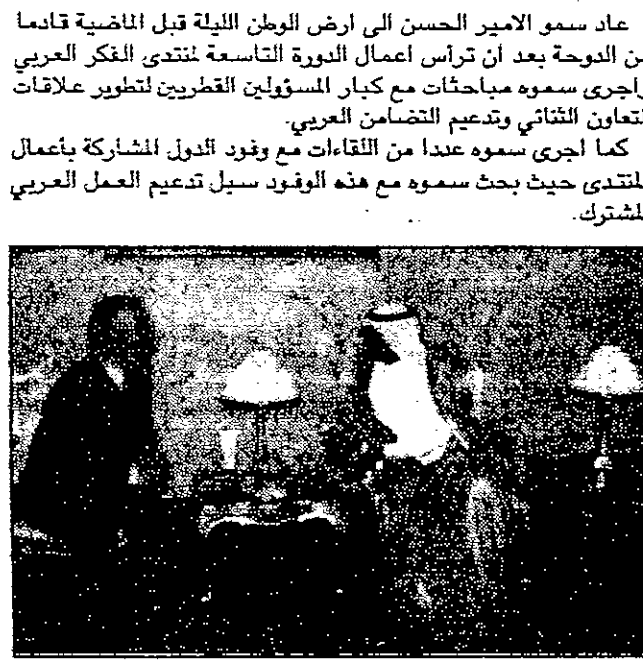 عاد سمو الامير الحسن الى ارض الوطن الليلة قبل الماضية قادما
من الدوحة بعد ان ترأس اعمال الدورة التاسعة لمنتدى الفكر العربي
واجرى سموه مباحثات مع كبار المسؤولين القطريين لتطوير علاقات
التعاون الثنائي وتدعيم التضامن العربي.
كما اجرى سموه عددا من اللقاءات مع وفود الدول المشاركة بأعمال
المنتدى حيث بحث سموه مع هذه الوفود سبل تدعيم العمل العربي
المشترك.